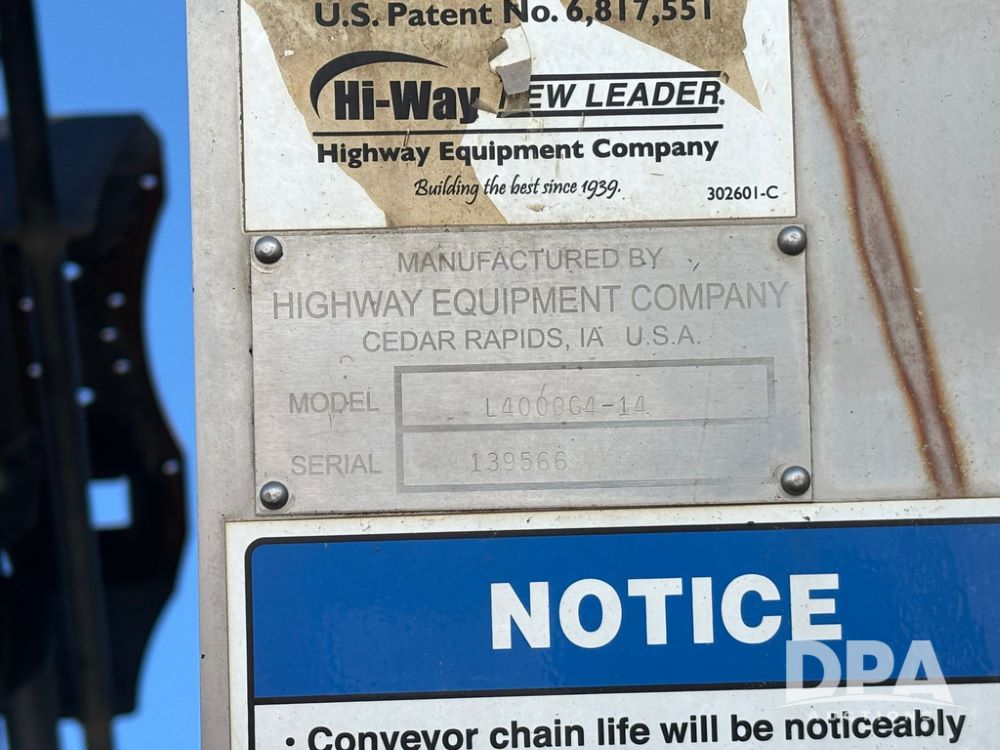 U.S. Patent No. 6,817,551
Hi-Way NEW LEADER®
Highway Equipment Company
Building the best since 1939.
302601-C
MANUFACTURED BY
HIGHWAY EQUIPMENT COMPANY
CEDAR RAPIDS, IA U.S.A.
MODEL L4000G4-14
SERIAL 139566
NOTICE
• Conveyor chain life will be noticeably
DPA
AUCTIONS